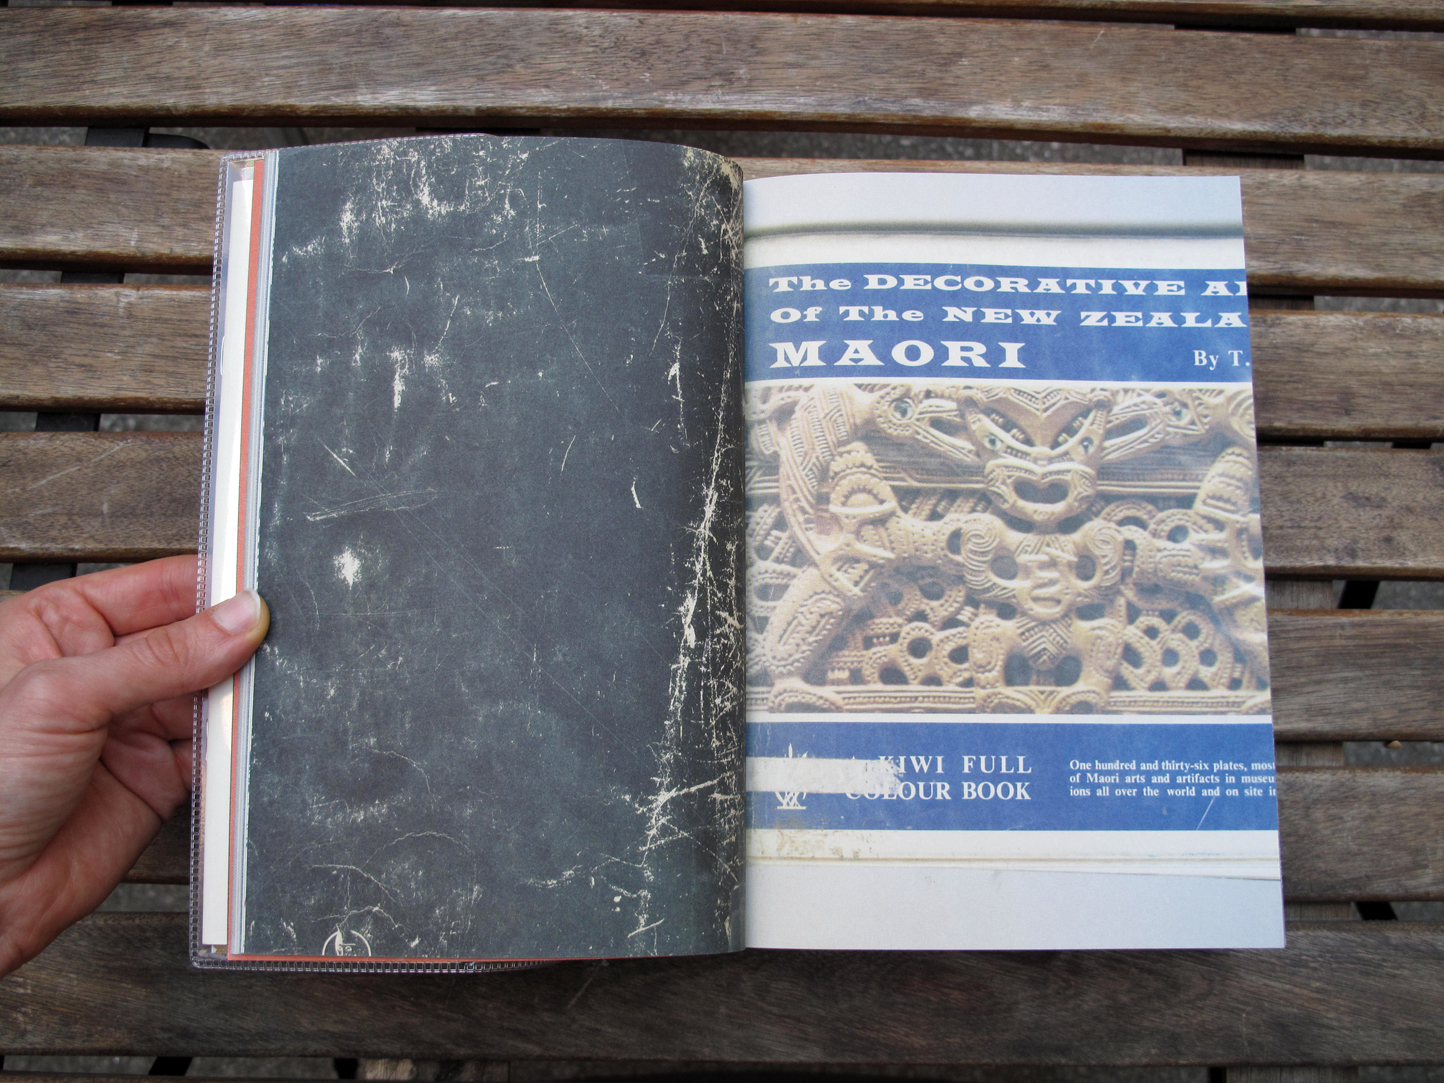 The DECORATIVE
of The NEW ZEALA
MAORI
By T.
KIWI FULL
COLOUR BOOK
One hundred and thirty-six plates, most
of Maori arts and artifacts in museu
ions all over the world and on site i